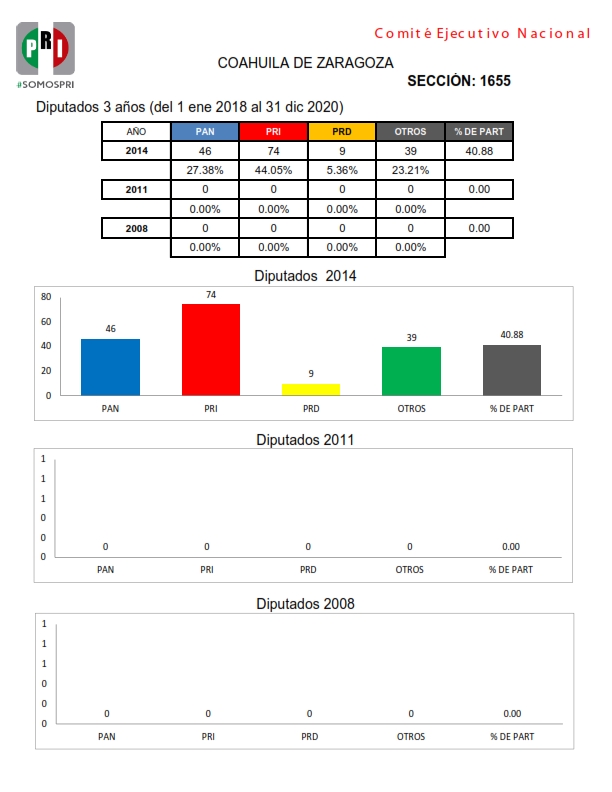 Comité Ejecutivo Nacional
PRI
#SOMOSPRI
COAHUILA DE ZARAGOZA
SECCIÓN: 1655
Diputados 3 años (del 1 ene 2018 al 31 dic 2020)
AÑO PAN PRI PRD OTROS % DE PART
2014 46 74 9 39 40.88
27.38% 44.05% 5.36% 23.21%
2011 0 0 0 0 0.00
0.00% 0.00% 0.00% 0.00%
2008 0 0 0 0 0.00
0.00% 0.00% 0.00% 0.00%
Diputados 2014
80
60
40
20
0
46 74 9 39 40.88
PAN PRI PRD OTROS % DE PART
Diputados 2011
1
1
1
0
0
0
0 0 0 0 0.00
PAN PRI PRD OTROS % DE PART
Diputados 2008
1
1
1
0
0
0
0 0 0 0 0.00
PAN PRI PRD OTROS % DE PART